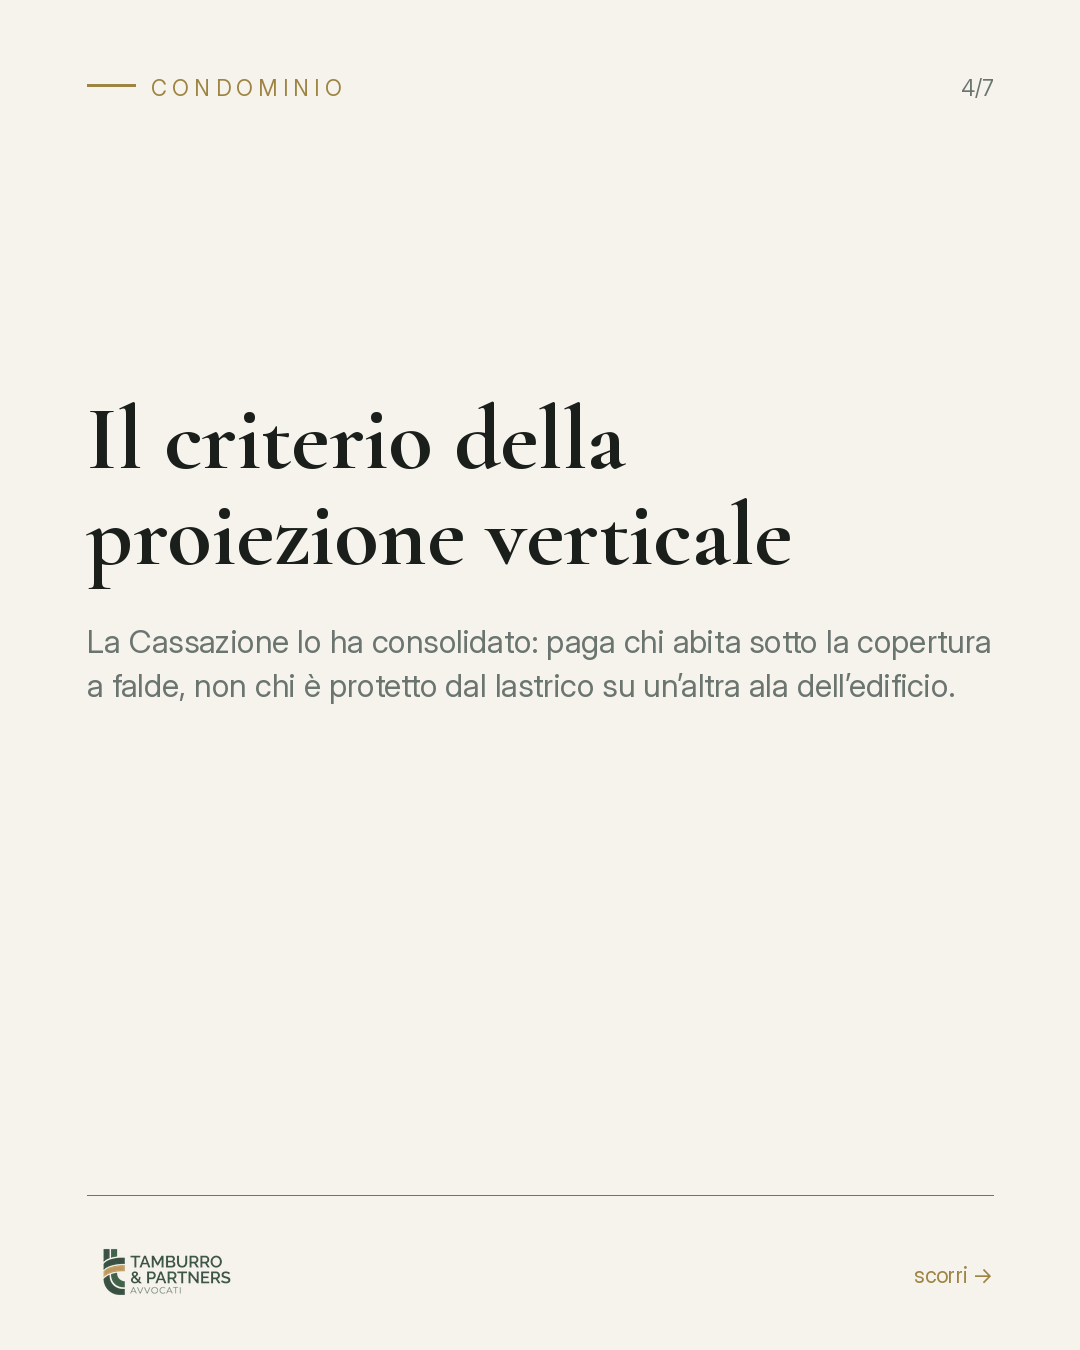 CONDOMINIO
4/7
Il criterio della
proiezione verticale
La Cassazione lo ha consolidato: paga chi abita sotto la copertura
a falde, non chi è protetto dal lastrico su un’altra ala dell’edificio.
TAMBURRO
& PARTNERS
AVVOCATI
scorri →